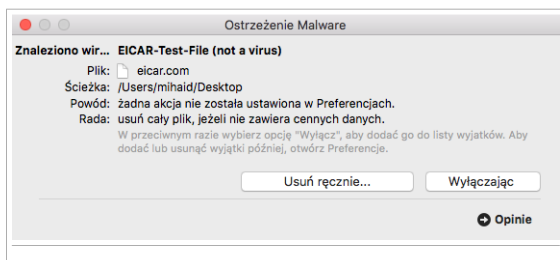 Ostrzeżenie Malware
Znaleziono wir... EICAR-Test-File (not a virus)
Plik: eicar.com
Ścieżka: /Users/mihaid/Desktop
Powód: żadna akcja nie została ustawiona w Preferencjach.
Rada: usuń cały plik, jeżeli nie zawiera cennych danych.
W przeciwnym razie wybierz opcję "Wyłącz", aby dodać go do listy wyjątków. Aby
dodać lub usunąć wyjątki później, otwórz Preferencje.
Usuń ręcznie... Wyłączając
Opinie